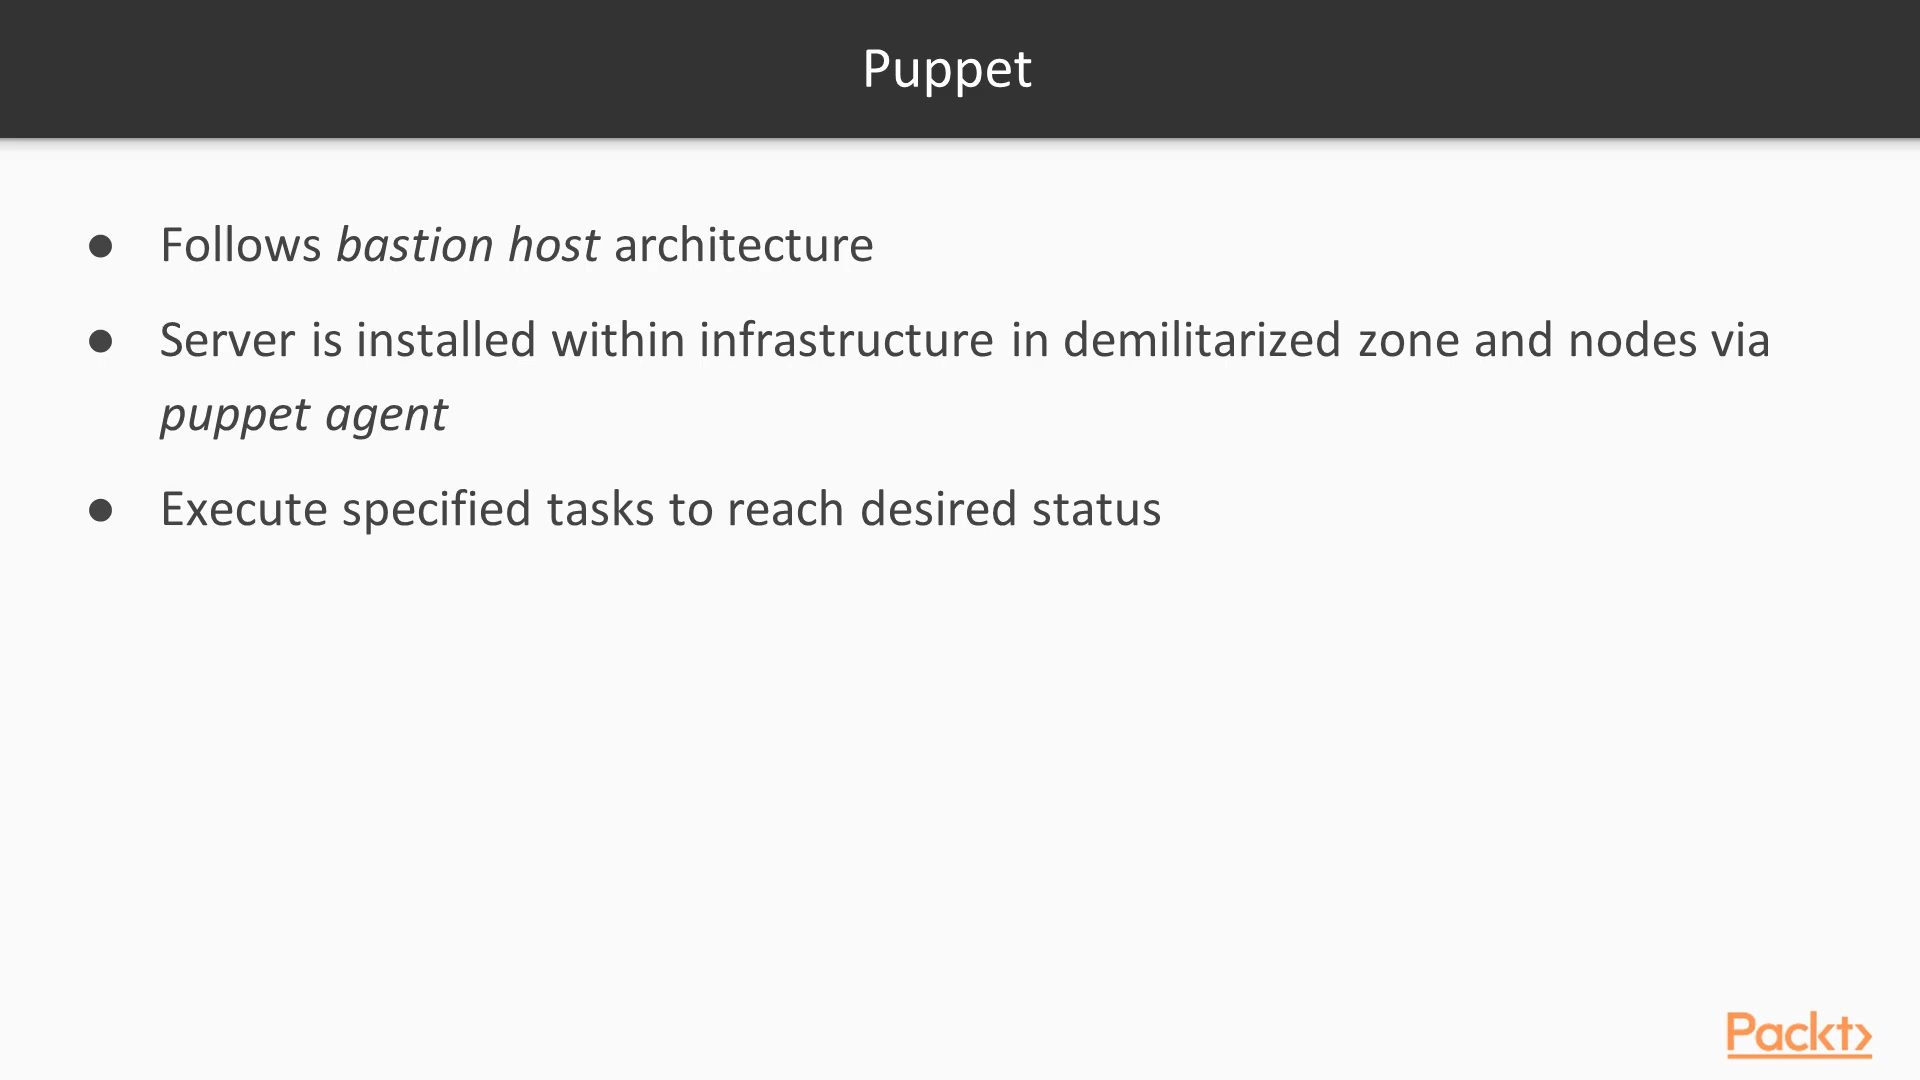 Puppet
● Follows bastion host architecture
● Server is installed within infrastructure in demilitarized zone and nodes via
puppet agent
● Execute specified tasks to reach desired status
Packt>